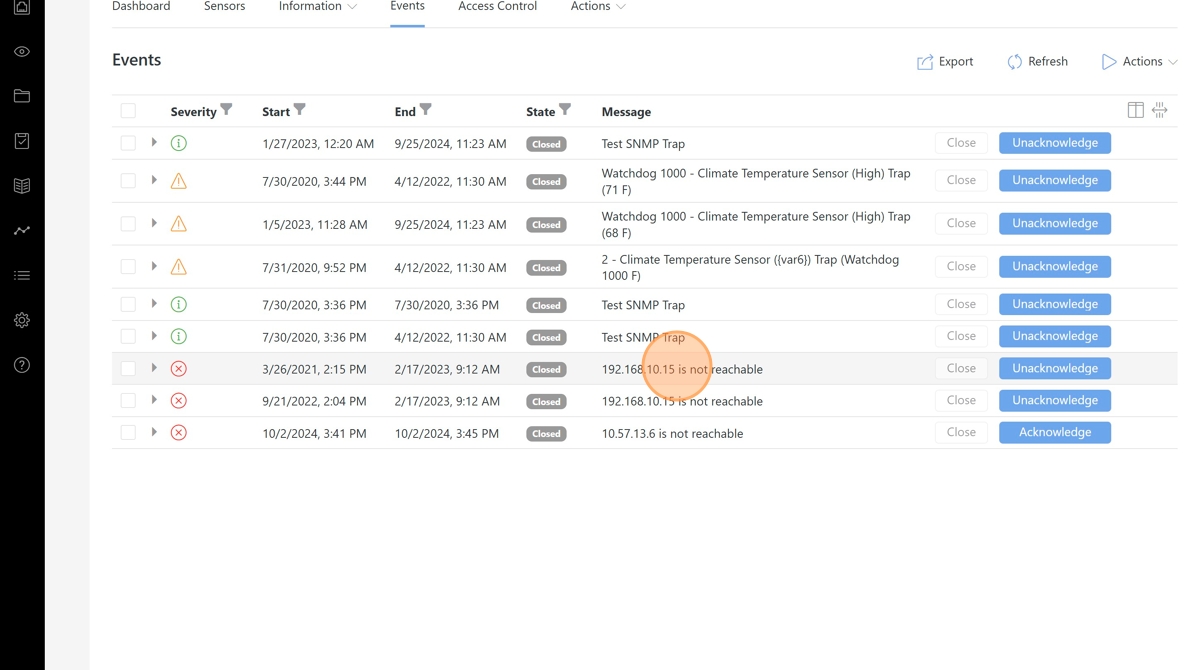 Dashboard Sensors Information Events Access Control Actions
Events
Export Refresh Actions
Severity Start End State Message
1/27/2023, 12:20 AM 9/25/2024, 11:23 AM Closed Test SNMP Trap Close Unacknowledge
7/30/2020, 3:44 PM 4/12/2022, 11:30 AM Closed Watchdog 1000 - Climate Temperature Sensor (High) Trap Close Unacknowledge
(71 F)
1/5/2023, 11:28 AM 9/25/2024, 11:23 AM Closed Watchdog 1000 - Climate Temperature Sensor (High) Trap Close Unacknowledge
(68 F)
7/31/2020, 9:52 PM 4/12/2022, 11:30 AM Closed 2 - Climate Temperature Sensor ({var6}) Trap (Watchdog Close Unacknowledge
1000 F)
7/30/2020, 3:36 PM 7/30/2020, 3:36 PM Closed Test SNMP Trap Close Unacknowledge
7/30/2020, 3:36 PM 4/12/2022, 11:30 AM Closed Test SNMP Trap Close Unacknowledge
3/26/2021, 2:15 PM 2/17/2023, 9:12 AM Closed 192.168.10.15 is not reachable Close Unacknowledge
9/21/2022, 2:04 PM 2/17/2023, 9:12 AM Closed 192.168.10.15 is not reachable Close Unacknowledge
10/2/2024, 3:41 PM 10/2/2024, 3:45 PM Closed 10.57.13.6 is not reachable Close Acknowledge